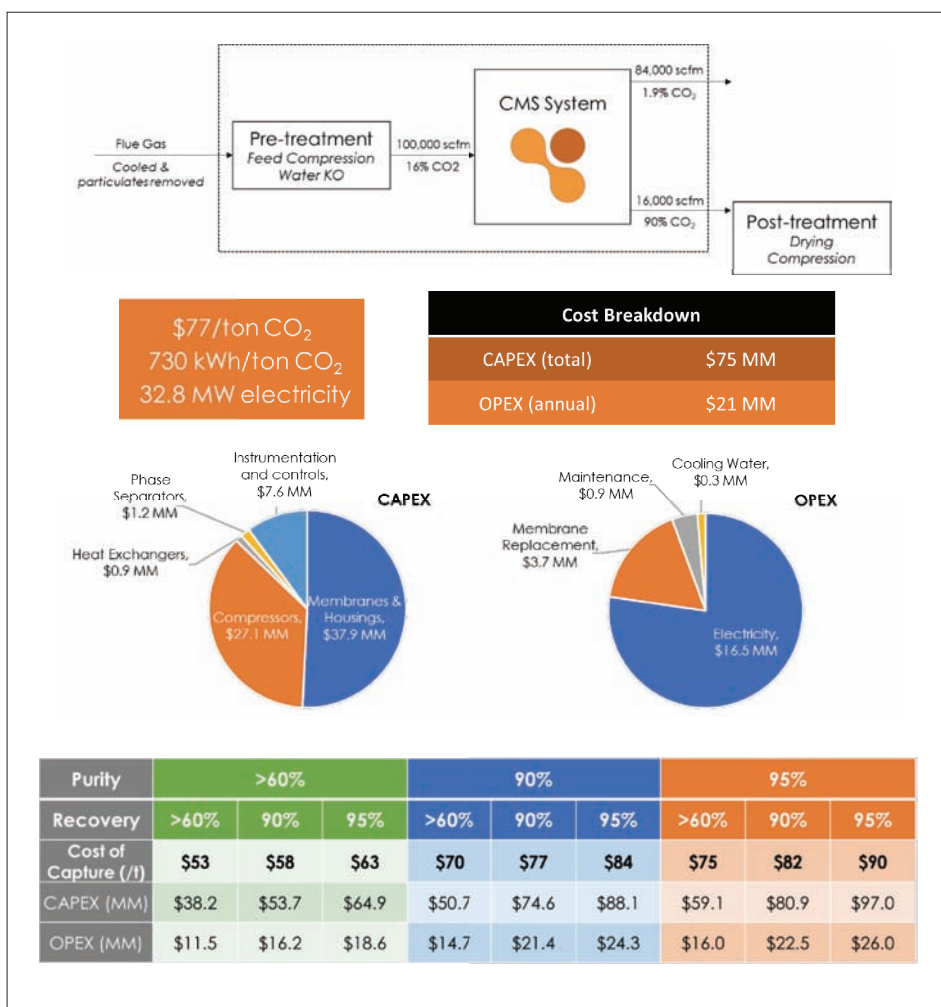 84,000 scfm
1.9% CO₂
CMS System
Pre-treatment
Feed Compression
Water KO
Flue Gas
Cooled &
particulates removed
100,000 scfm
16% CO2
16,000 scfm
90% CO₂
Post-treatment
Drying
Compression
$77/ton CO₂
730 kWh/ton CO₂
32.8 MW electricity
Cost Breakdown
CAPEX (total) $75 MM
OPEX (annual) $21 MM
CAPEX
Instrumentation
and controls,
$7.6 MM
Phase
Separators,
$1.2 MM
Heat Exchangers,
$0.9 MM
Compressors,
$27.1 MM
Membranes &
Housings,
$37.9 MM
OPEX
Cooling Water,
$0.3 MM
Maintenance,
$0.9 MM
Membrane
Replacement,
$3.7 MM
Electricity,
$16.5 MM
Purity >60% 90% 95%
Recovery >60% 90% 95% >60% 90% 95% >60% 90% 95%
Cost of
Capture (/t) $53 $58 $63 $70 $77 $84 $75 $82 $90
CAPEX (MM) $38.2 $53.7 $64.9 $50.7 $74.6 $88.1 $59.1 $80.9 $97.0
OPEX (MM) $11.5 $16.2 $18.6 $14.7 $21.4 $24.3 $16.0 $22.5 $26.0